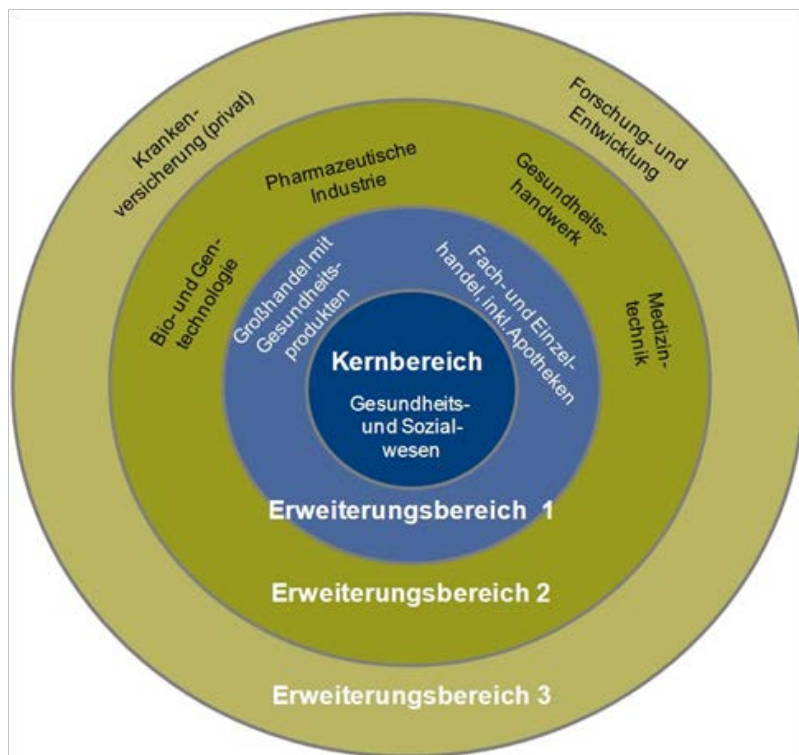 Kranken-
versicherung (privat)
Forschung- und
Entwicklung
Pharmazeutische
Industrie
Gesundheits-
handwerk
Bio- und Gen-
technologie
Medizin-
technik
Großhandel mit
Gesundheits-
produkten
Fach- und Einzel-
handel, inkl. Apotheken
Kernbereich
Gesundheits-
und Sozial-
wesen
Erweiterungsbereich 1
Erweiterungsbereich 2
Erweiterungsbereich 3